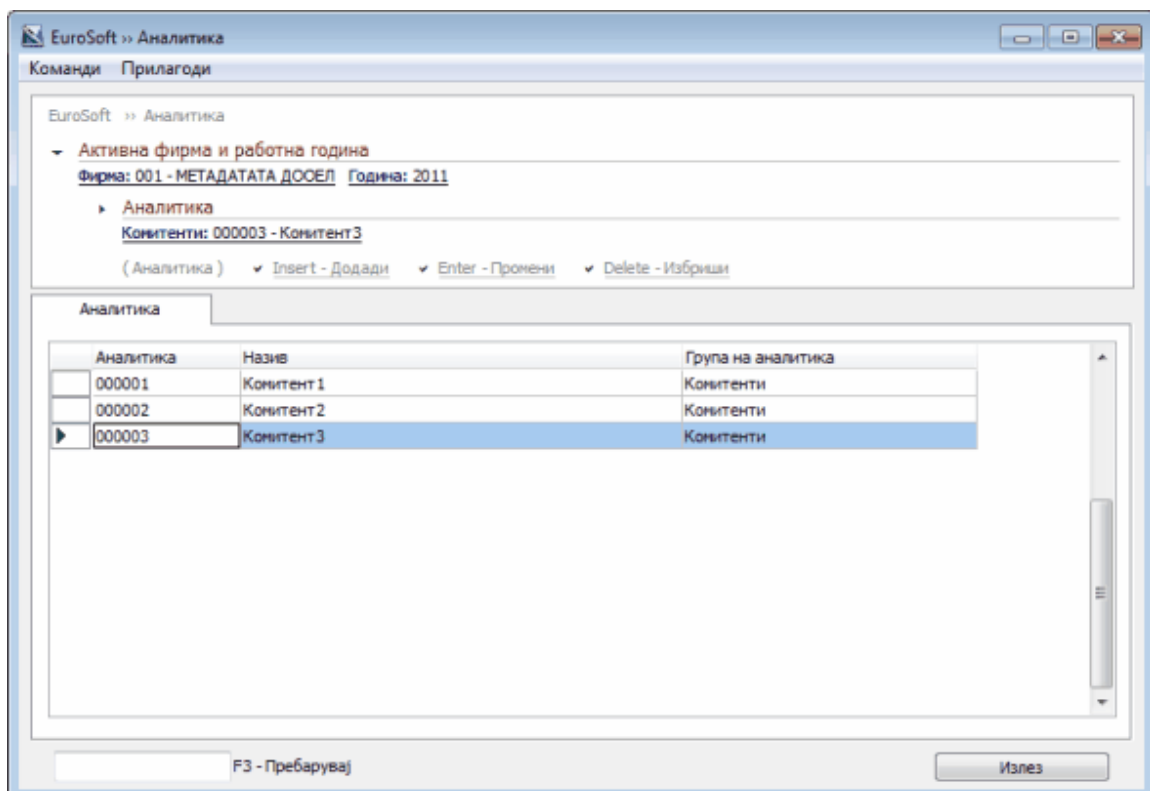 EuroSoft ›› Аналитика
Команди Прилагоди
EuroSoft ›› Аналитика
Активна фирма и работна година
Фирма: 001 - МЕТАДАТАТА ДООЕЛ Година: 2011
Аналитика
Комитенти: 000003 - Комитент3
( Аналитика ) ✔ Insert - Додади ✔ Enter - Промени ✔ Delete - Избриши
Аналитика
Аналитика Назив Група на аналитика
000001 Комитент1 Комитенти
000002 Комитент2 Комитенти
000003 Комитент3 Комитенти
F3 - Пребарувај Излез